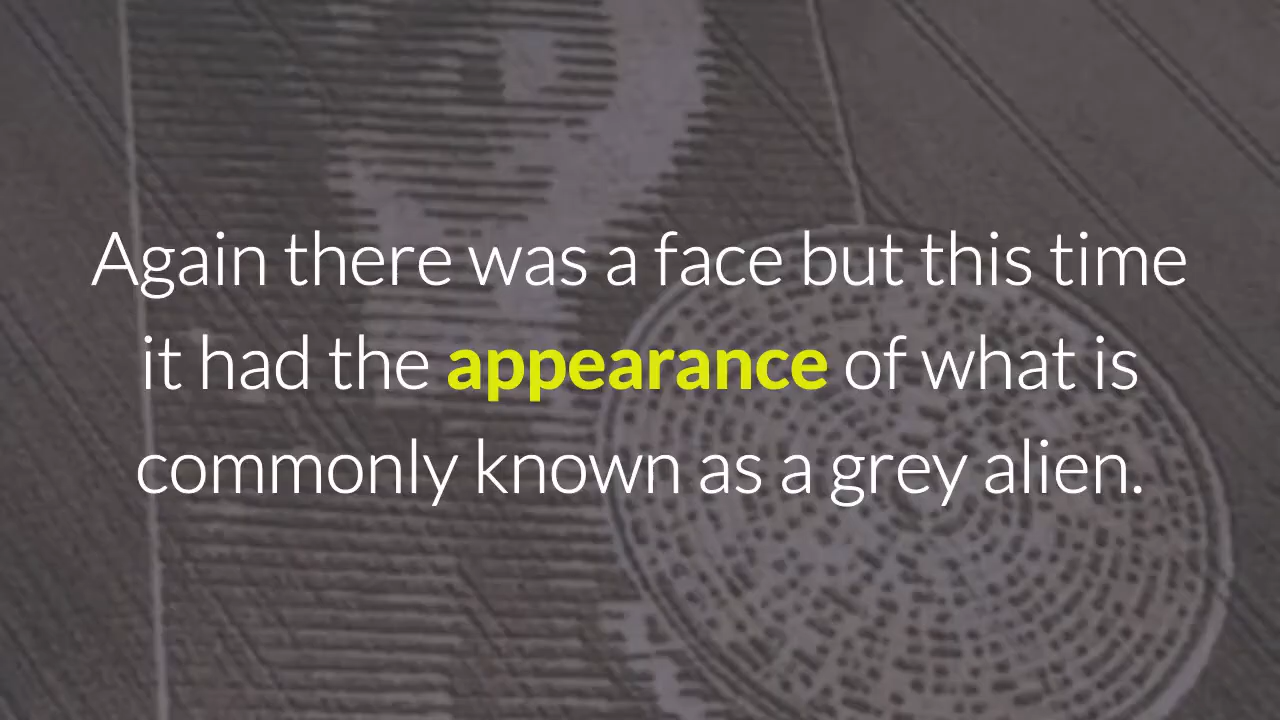 Again there was a face but this time
it had the appearance of what is
commonly known as a grey alien.